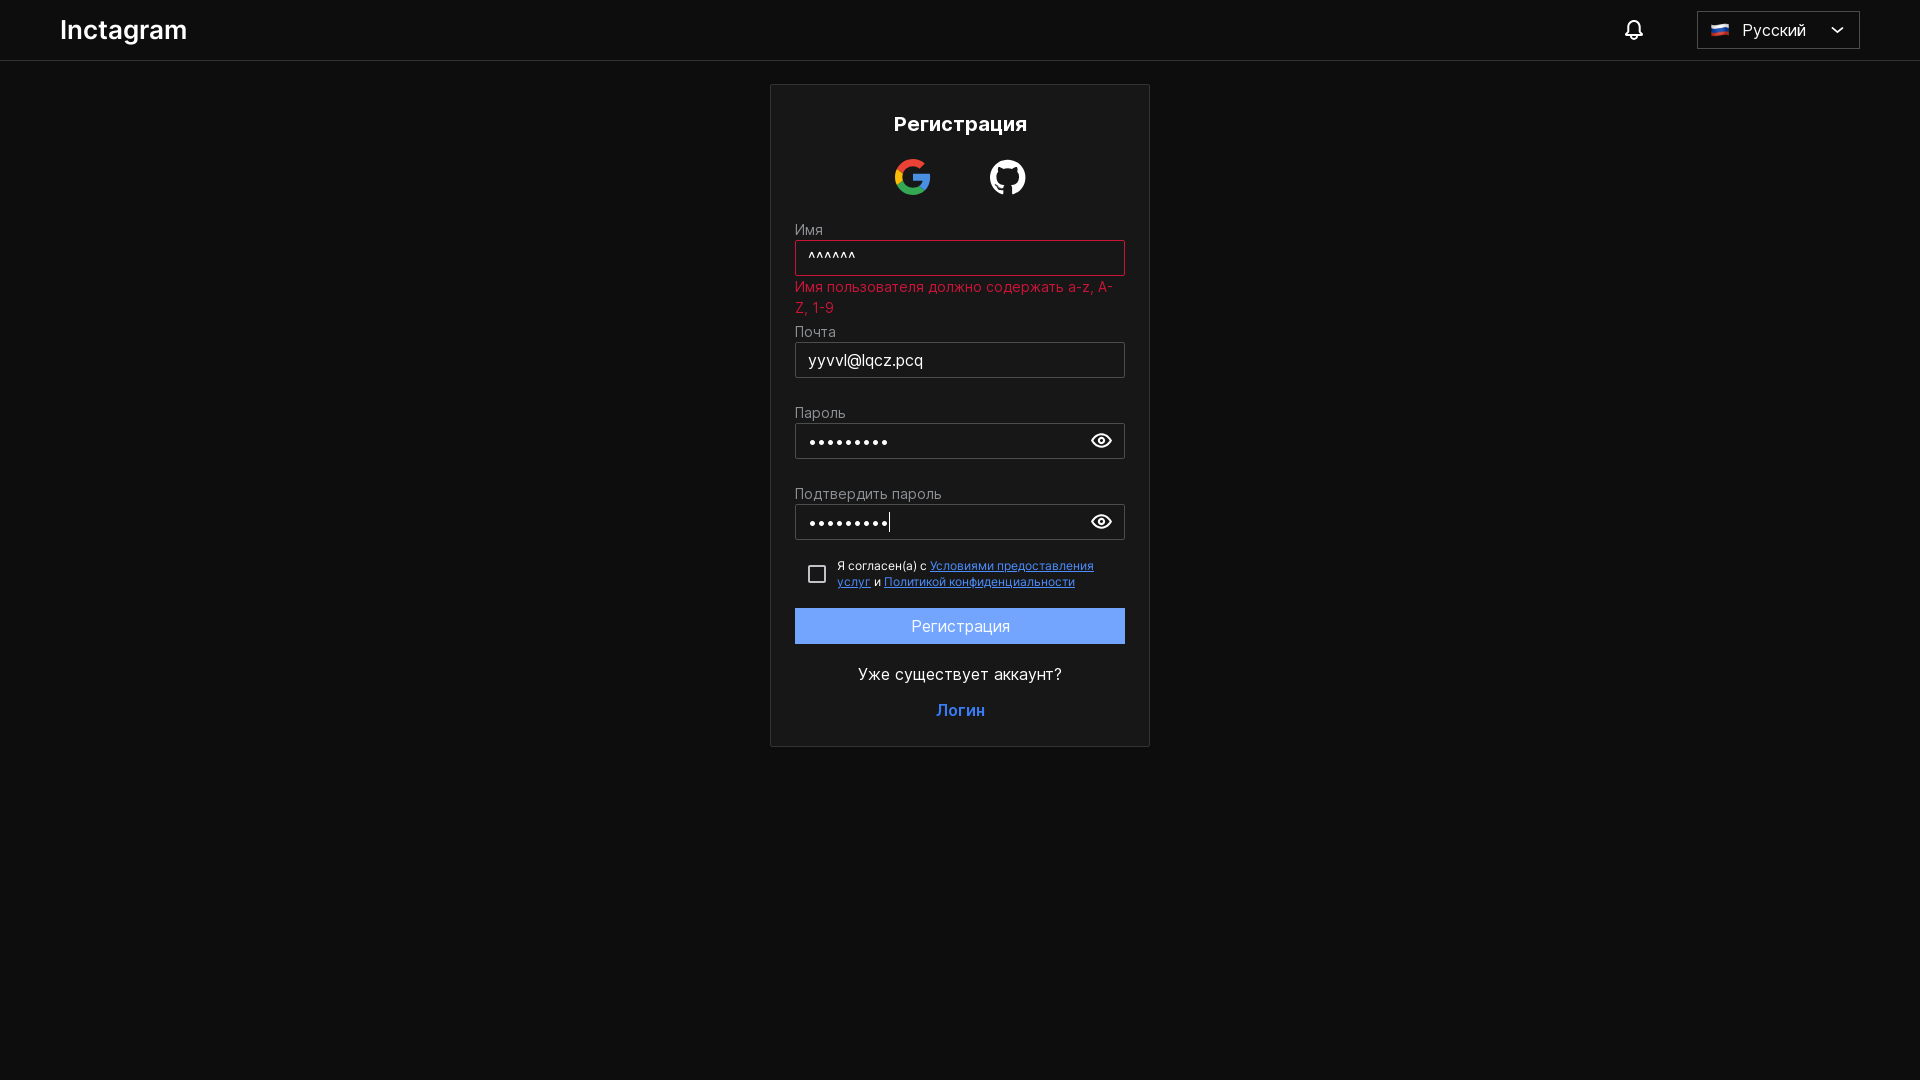 Inctagram
Русский
Регистрация
Имя
^^^^^^
Имя пользователя должно содержать a-z, A-
Z, 1-9
Почта
yyvvl@lqcz.pcq
Пароль
•••••••••
Подтвердить пароль
•••••••••
Я согласен(а) с Условиями предоставления
услуг и Политикой конфиденциальности
Регистрация
Уже существует аккаунт?
Логин